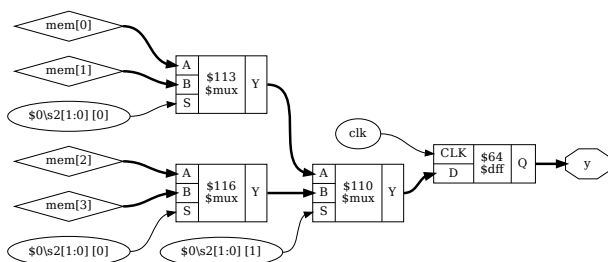 mem[0]
mem[1]
$0\s2[1:0] [0]
A
B
S
$113
$mux
Y
mem[2]
mem[3]
$0\s2[1:0] [0]
A
B
S
$116
$mux
Y
$0\s2[1:0] [1]
A
B
S
$110
$mux
Y
clk
CLK
D
$64
$dff
Q
y